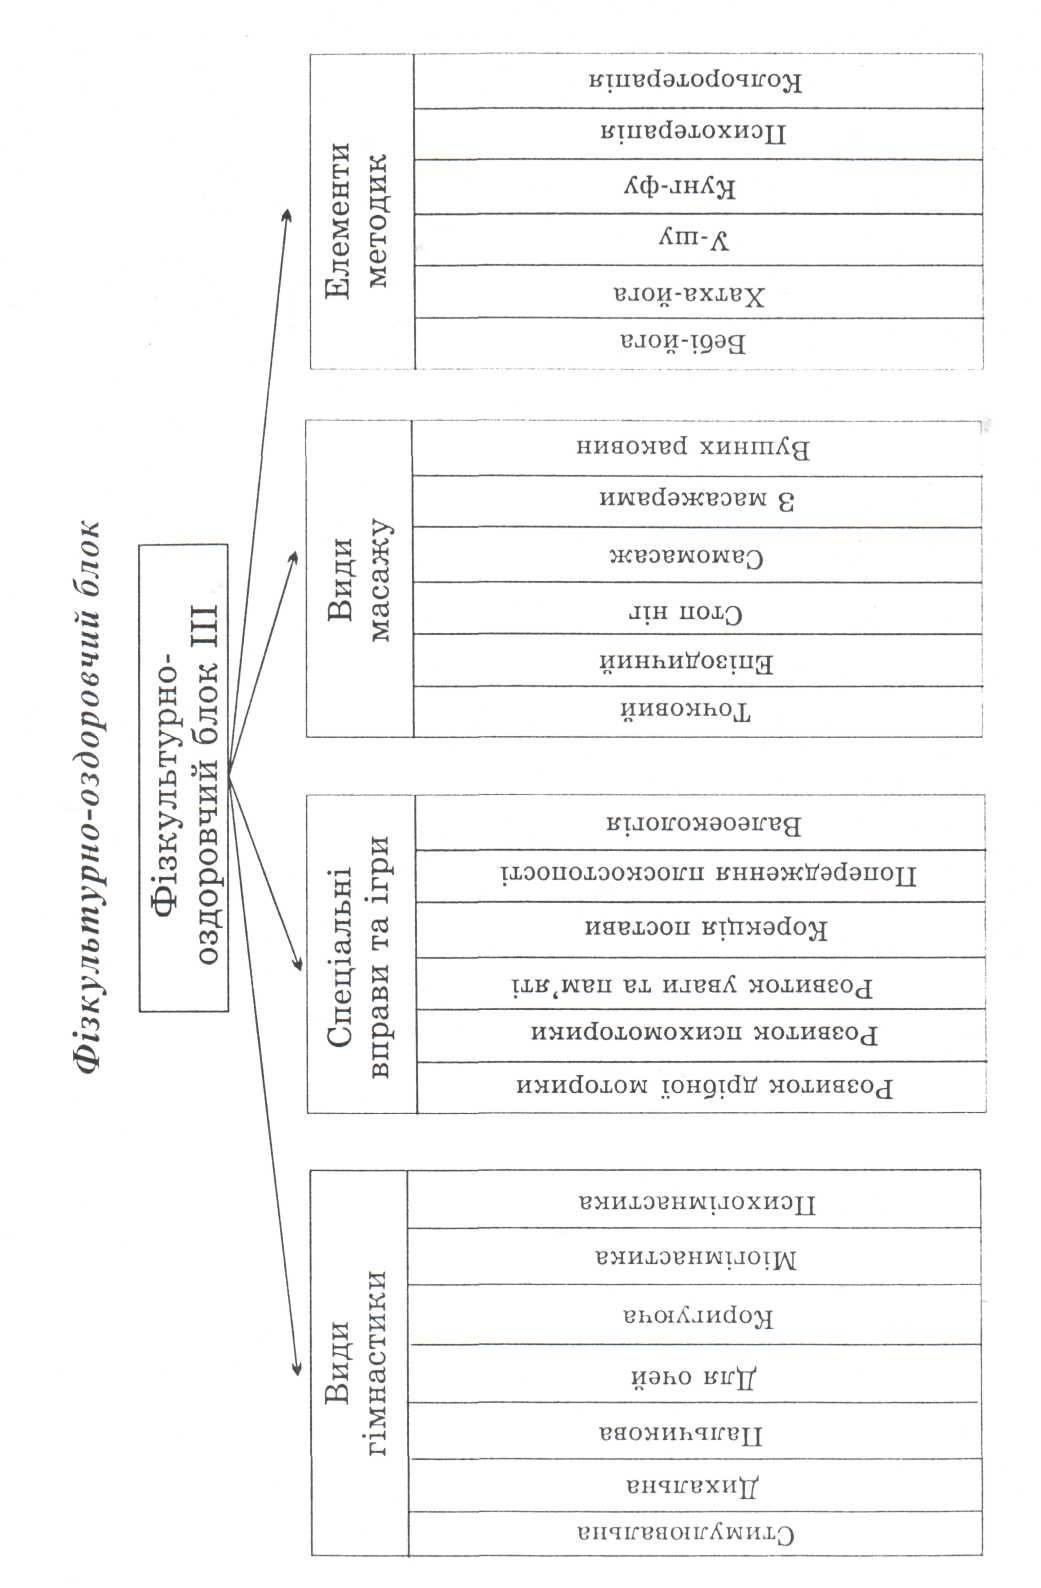 Фізкультурно-оздоровчий блок
Фізкультурно-
оздоровчий блок III
Види
гімнастики
Стимулювальна
Дихальна
Пальчикова
Для очей
Коригуюча
Міогімнастика
Психогімнастика
Спеціальні
вправи та ігри
Розвиток дрібної моторики
Розвиток психомоторики
Розвиток уваги та пам’яті
Корекція постави
Попередження плоскостопості
Валеоекологія
Види
масажу
Точковий
Епізодичний
Стоп ніг
Самомасаж
З масажерами
Вушних раковин
Елементи
методик
Бебі-йога
Хатха-йога
У-шу
Кунг-фу
Психотерапія
Кольоротерапія